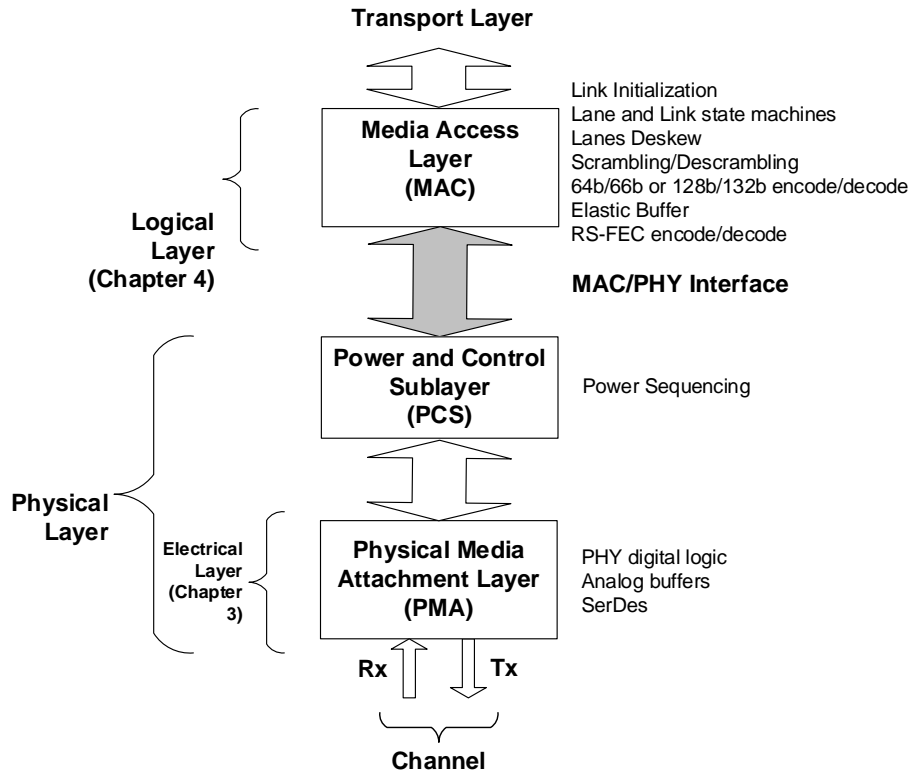 Transport Layer
Media Access
Layer
(MAC)
Link Initialization
Lane and Link state machines
Lanes Deskew
Scrambling/Descrambling
64b/66b or 128b/132b encode/decode
Elastic Buffer
RS-FEC encode/decode
Logical
Layer
(Chapter 4)
MAC/PHY Interface
Power and Control
Sublayer
(PCS)
Power Sequencing
Physical
Layer
Electrical
Layer
(Chapter
3)
Physical Media
Attachment Layer
(PMA)
PHY digital logic
Analog buffers
SerDes
Rx
Tx
Channel